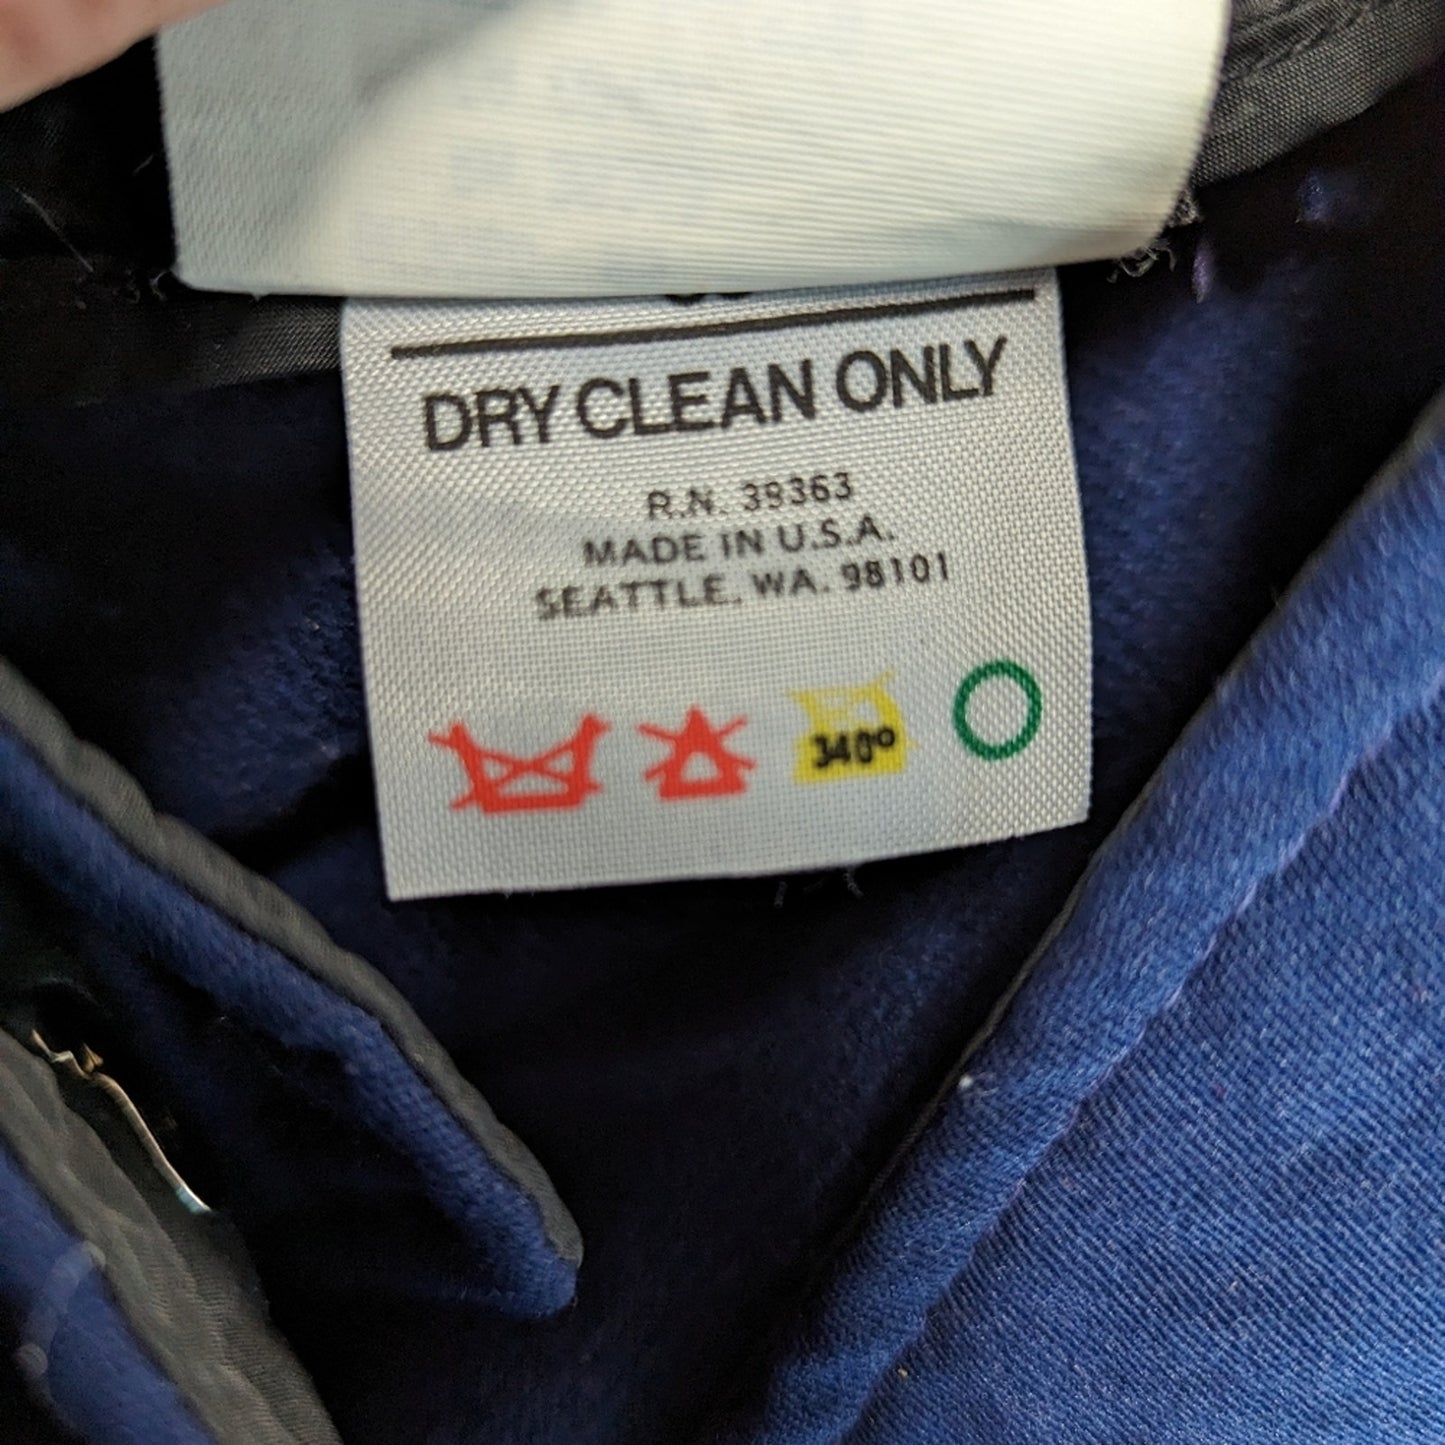 DRY CLEAN ONLY
R.N. 39363
MADE IN U.S.A.
SEATTLE, WA. 98101
340°